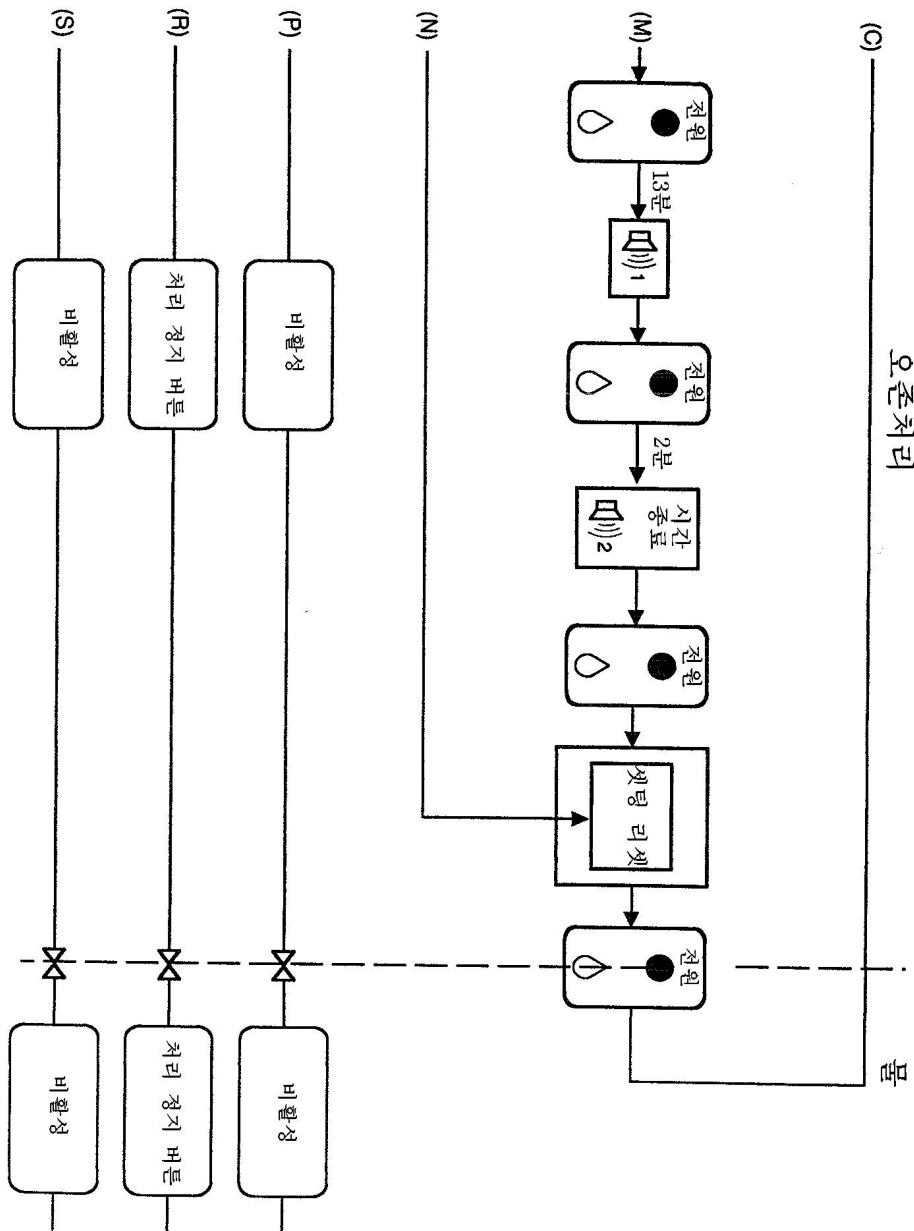 오존처리
물
(C)
(M)
전원
13분
1
전원
2분
시간
종료
2
전원
셋팅 리셋
전원
(N)
(P)
비활성
비활성
(R)
처리 정지 버튼
처리 정지 버튼
(S)
비활성
비활성